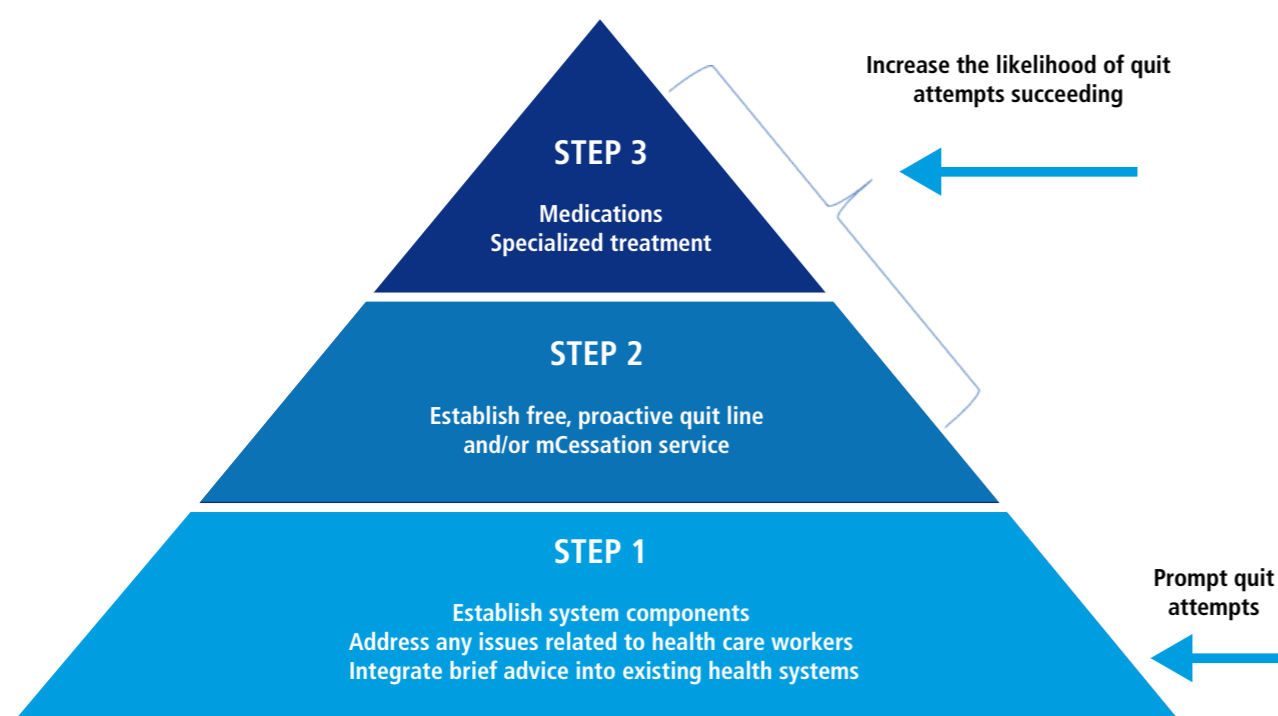 Increase the likelihood of quit
attempts succeeding
STEP 3
Medications
Specialized treatment
STEP 2
Establish free, proactive quit line
and/or mCessation service
STEP 1
Establish system components
Address any issues related to health care workers
Integrate brief advice into existing health systems
Prompt quit
attempts